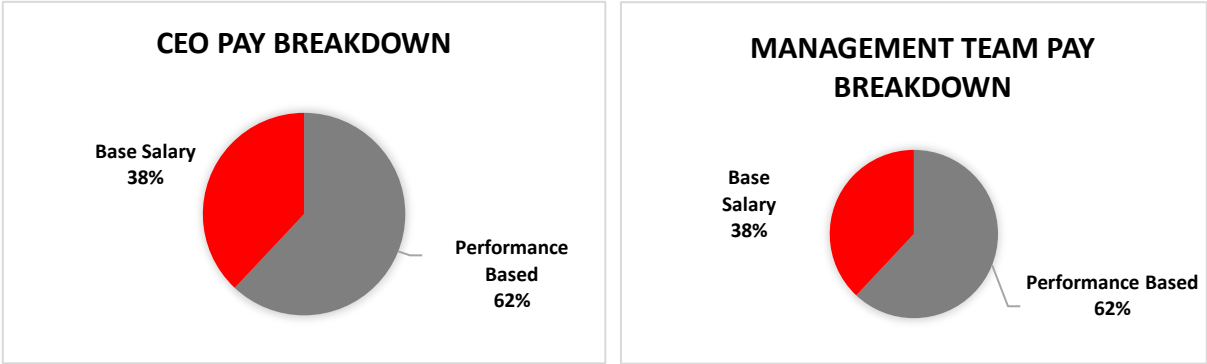 CEO PAY BREAKDOWN
Base Salary
38%
Performance
Based
62%
MANAGEMENT TEAM PAY
BREAKDOWN
Base
Salary
38%
Performance Based
62%